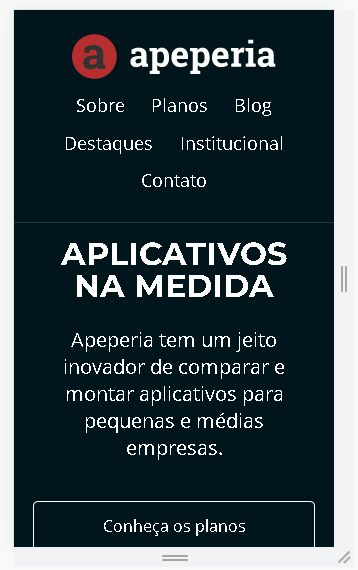 a apeperia
Sobre Planos Blog
Destaques Institucional
Contato
APLICATIVOS
NA MEDIDA
Apeperia tem um jeito
inovador de comparar e
montar aplicativos para
pequenas e médias
empresas.
Conheça os planos